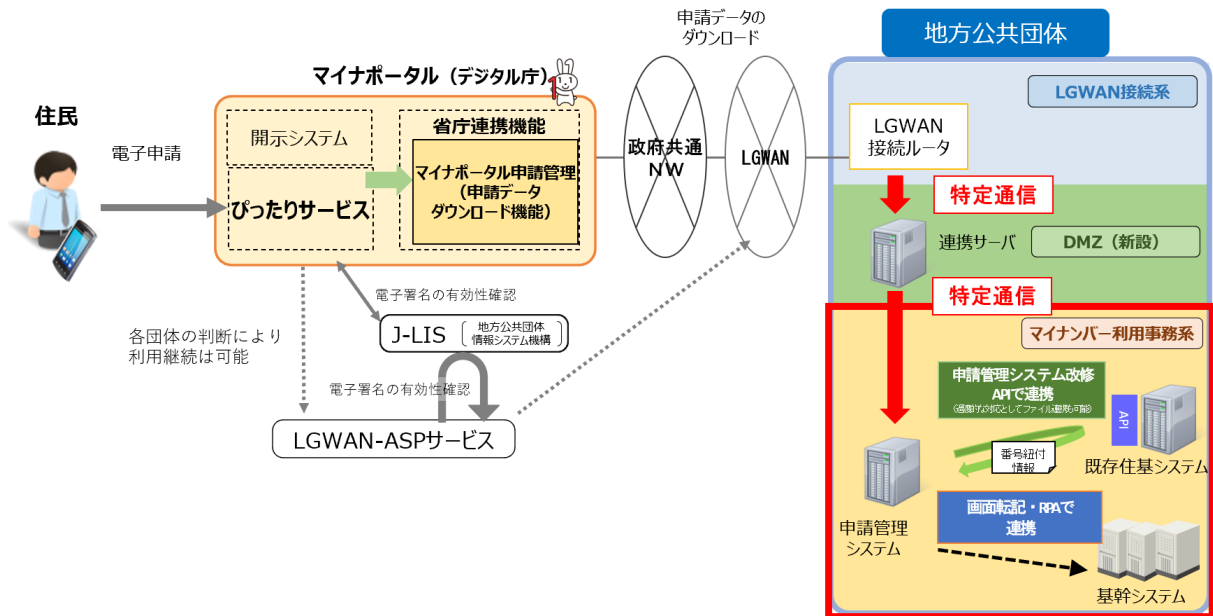 申請データの
ダウンロード
地方公共団体
マイナポータル（デジタル庁）
LGWAN接続系
住民
省庁連携機能
開示システム
LGWAN
接続ルータ
電子申請
政府共通
NW
LGWAN
マイナポータル申請管理
（申請データ
ダウンロード機能）
特定通信
ぴったりサービス
連携サーバ
DMZ（新設）
特定通信
電子署名の有効性確認
マイナンバー利用事務系
各団体の判断により
利用継続は可能
J-LIS
地方公共団体
情報システム機構
申請管理システム改修
APIで連携
電子署名の有効性確認
API
LGWAN-ASPサービス
番号紐付
情報
既存住基システム
画面転記・RPAで
連携
申請管理
システム
基幹システム